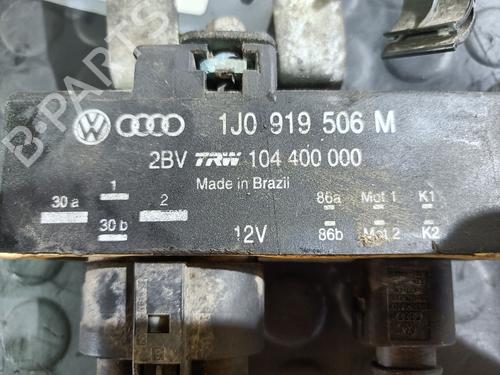 1J0 919 506 M
2BV TRW 104 400 000
Made in Brazil
30 a 1 2 86a Mot 1 K1
30 b 12V 86b Mot 2 K2
B-PARTS